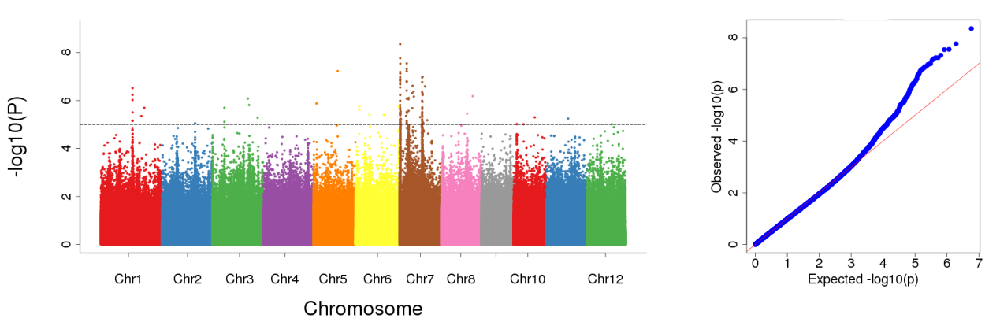 -log10(P)
8
6
4
2
0
Chr1 Chr2 Chr3 Chr4 Chr5 Chr6 Chr7 Chr8 Chr10 Chr12
Chromosome
Observed -log10(p)
8
6
4
2
0
0 1 2 3 4 5 6 7
Expected -log10(p)